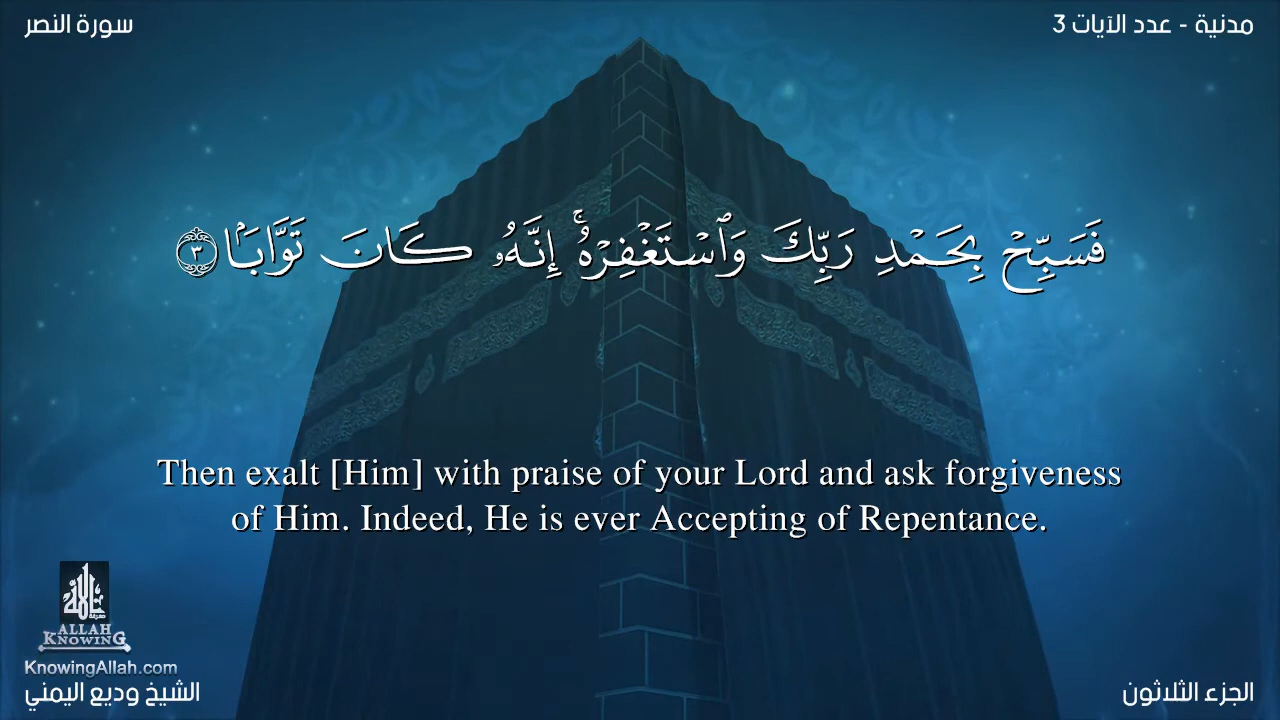 سورة النصر
مدنية - عدد الآيات 3
فَسَبِّحْ بِحَمْدِ رَبِّكَ وَٱسْتَغْفِرْهُ ۚ إِنَّهُۥ كَانَ تَوَّابَۢا ٣
Then exalt [Him] with praise of your Lord and ask forgiveness
of Him. Indeed, He is ever Accepting of Repentance.
معرفة الله
ALLAH
KNOWING
KnowingAllah.com
الشيخ وديع اليمني
الجزء الثلاثون